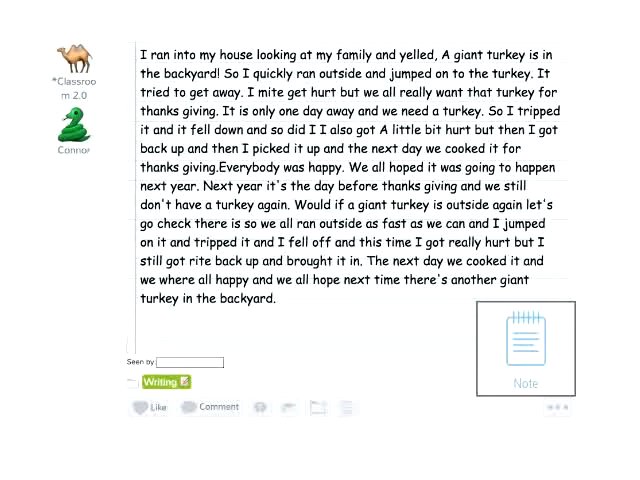 *Classroo
m 2.0
Connor
I ran into my house looking at my family and yelled, A giant turkey is in
the backyard! So I quickly ran outside and jumped on to the turkey. It
tried to get away. I mite get hurt but we all really want that turkey for
thanks giving. It is only one day away and we need a turkey. So I tripped
it and it fell down and so did I I also got A little bit hurt but then I got
back up and then I picked it up and the next day we cooked it for
thanks giving.Everybody was happy. We all hoped it was going to happen
next year. Next year it's the day before thanks giving and we still
don't have a turkey again. Would if a giant turkey is outside again let's
go check there is so we all ran outside as fast as we can and I jumped
on it and tripped it and I fell off and this time I got really hurt but I
still got rite back up and brought it in. The next day we cooked it and
we where all happy and we all hope next time there's another giant
turkey in the backyard.
Note
Seen by:
Writing
Like
Comment